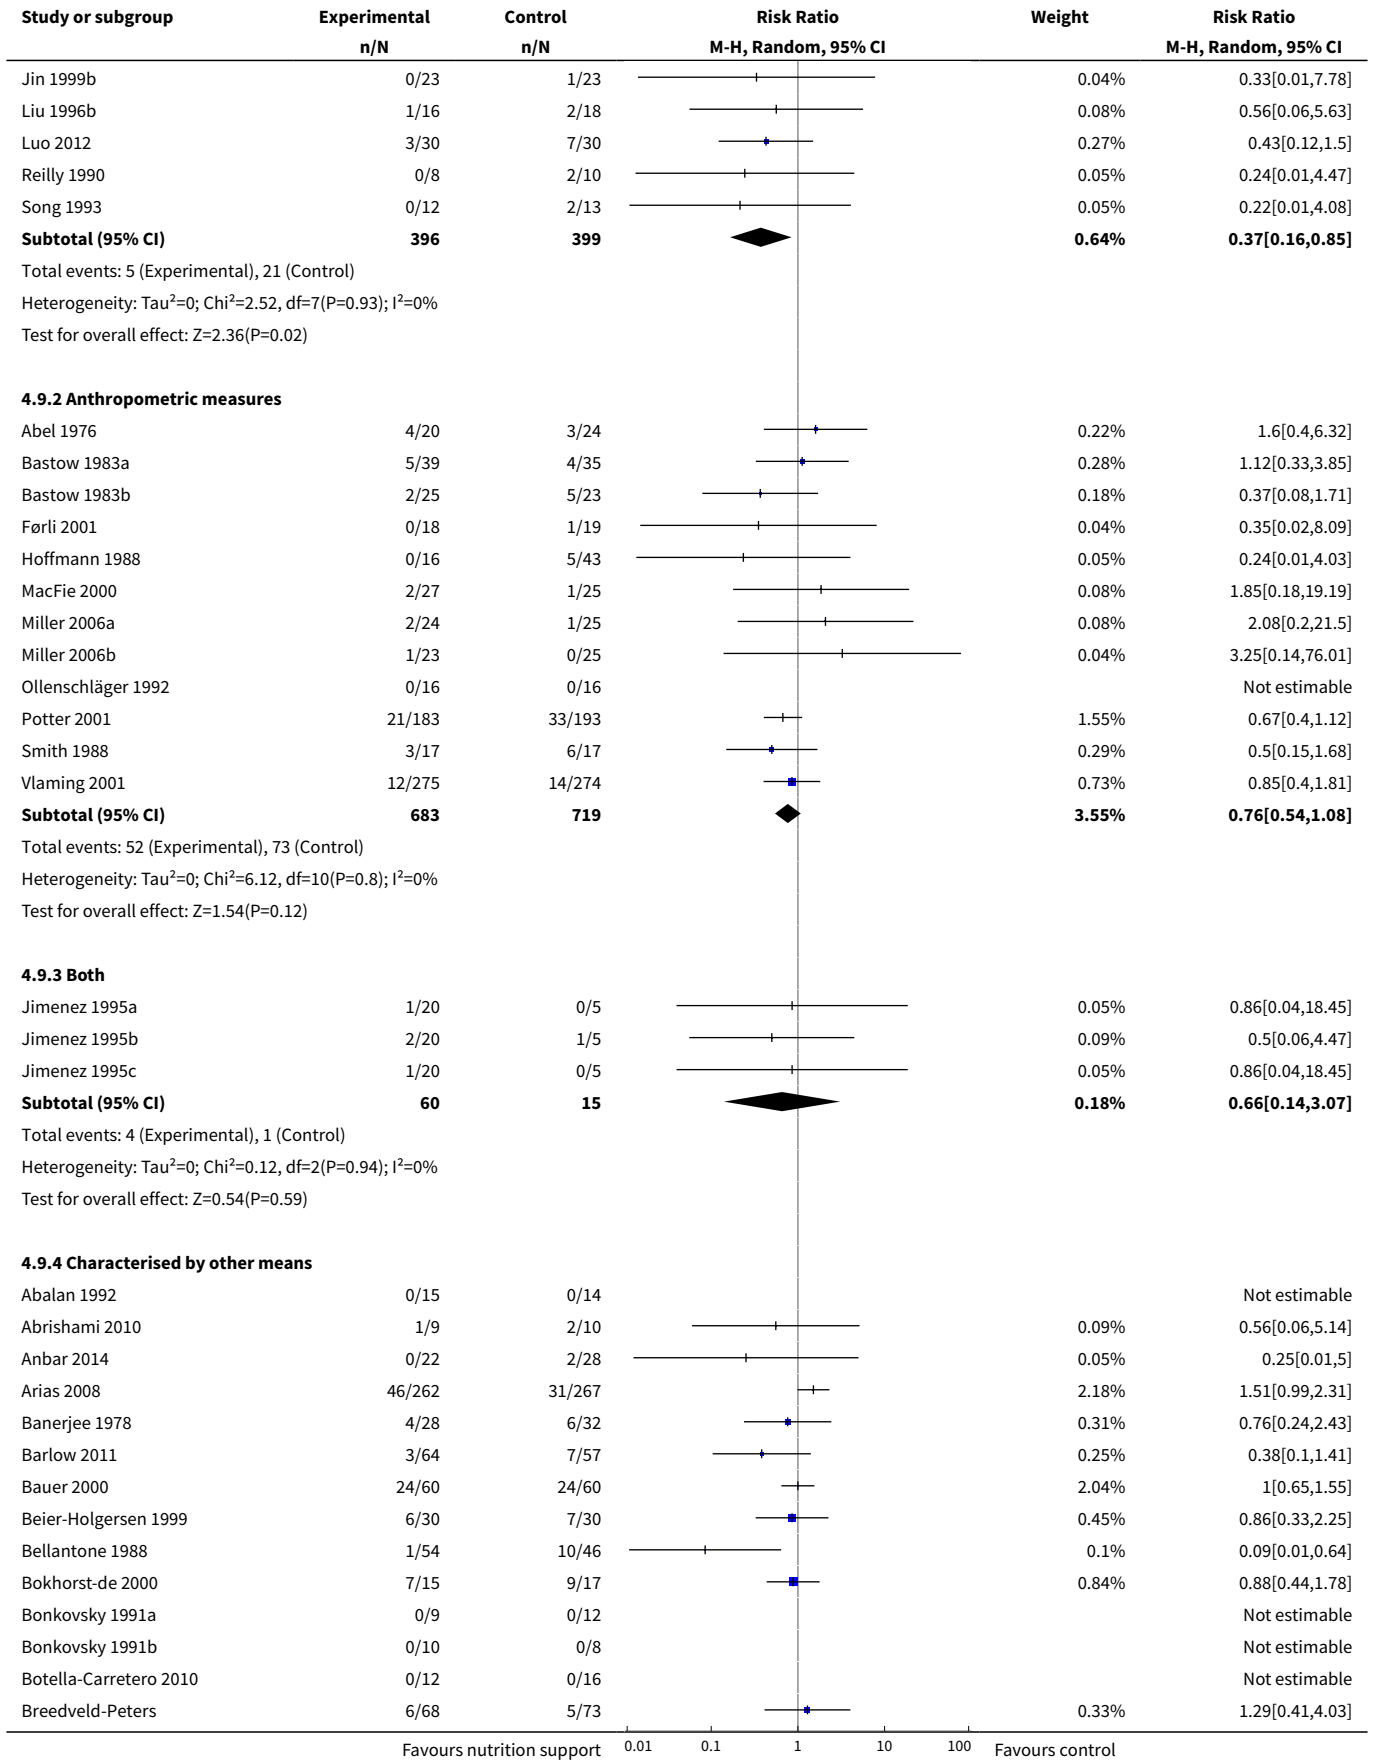 Study or subgroup Experimental Control Risk Ratio Weight Risk Ratio
n/N n/N M-H, Random, 95% CI M-H, Random, 95% CI
Jin 1999b 0/23 1/23 0.04% 0.33[0.01,7.78]
Liu 1996b 1/16 2/18 0.08% 0.56[0.06,5.63]
Luo 2012 3/30 7/30 0.27% 0.43[0.12,1.5]
Reilly 1990 0/8 2/10 0.05% 0.24[0.01,4.47]
Song 1993 0/12 2/13 0.05% 0.22[0.01,4.08]
Subtotal (95% CI) 396 399 0.64% 0.37[0.16,0.85]
Total events: 5 (Experimental), 21 (Control)
Heterogeneity: Tau²=0; Chi²=2.52, df=7(P=0.93); I²=0%
Test for overall effect: Z=2.36(P=0.02)
4.9.2 Anthropometric measures
Abel 1976 4/20 3/24 0.22% 1.6[0.4,6.32]
Bastow 1983a 5/39 4/35 0.28% 1.12[0.33,3.85]
Bastow 1983b 2/25 5/23 0.18% 0.37[0.08,1.71]
Førli 2001 0/18 1/19 0.04% 0.35[0.02,8.09]
Hoffmann 1988 0/16 5/43 0.05% 0.24[0.01,4.03]
MacFie 2000 2/27 1/25 0.08% 1.85[0.18,19.19]
Miller 2006a 2/24 1/25 0.08% 2.08[0.2,21.5]
Miller 2006b 1/23 0/25 0.04% 3.25[0.14,76.01]
Ollenschläger 1992 0/16 0/16 Not estimable
Potter 2001 21/183 33/193 1.55% 0.67[0.4,1.12]
Smith 1988 3/17 6/17 0.29% 0.5[0.15,1.68]
Vlaming 2001 12/275 14/274 0.73% 0.85[0.4,1.81]
Subtotal (95% CI) 683 719 3.55% 0.76[0.54,1.08]
Total events: 52 (Experimental), 73 (Control)
Heterogeneity: Tau²=0; Chi²=6.12, df=10(P=0.8); I²=0%
Test for overall effect: Z=1.54(P=0.12)
4.9.3 Both
Jimenez 1995a 1/20 0/5 0.05% 0.86[0.04,18.45]
Jimenez 1995b 2/20 1/5 0.09% 0.5[0.06,4.47]
Jimenez 1995c 1/20 0/5 0.05% 0.86[0.04,18.45]
Subtotal (95% CI) 60 15 0.18% 0.66[0.14,3.07]
Total events: 4 (Experimental), 1 (Control)
Heterogeneity: Tau²=0; Chi²=0.12, df=2(P=0.94); I²=0%
Test for overall effect: Z=0.54(P=0.59)
4.9.4 Characterised by other means
Abalan 1992 0/15 0/14 Not estimable
Abrishami 2010 1/9 2/10 0.09% 0.56[0.06,5.14]
Anbar 2014 0/22 2/28 0.05% 0.25[0.01,5]
Arias 2008 46/262 31/267 2.18% 1.51[0.99,2.31]
Banerjee 1978 4/28 6/32 0.31% 0.76[0.24,2.43]
Barlow 2011 3/64 7/57 0.25% 0.38[0.1,1.41]
Bauer 2000 24/60 24/60 2.04% 1[0.65,1.55]
Beier-Holgersen 1999 6/30 7/30 0.45% 0.86[0.33,2.25]
Bellantone 1988 1/54 10/46 0.1% 0.09[0.01,0.64]
Bokhorst-de 2000 7/15 9/17 0.84% 0.88[0.44,1.78]
Bonkovsky 1991a 0/9 0/12 Not estimable
Bonkovsky 1991b 0/10 0/8 Not estimable
Botella-Carretero 2010 0/12 0/16 Not estimable
Breedveld-Peters 6/68 5/73 0.33% 1.29[0.41,4.03]
Favours nutrition support 0.01 0.1 1 10 100 Favours control